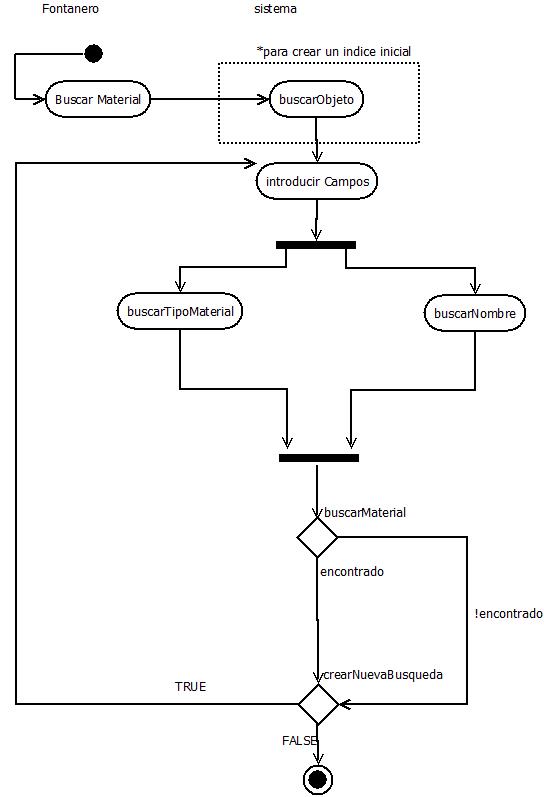 Fontanero
sistema
*para crear un indice inicial
Buscar Material
buscarObjeto
introducir Campos
buscarTipoMaterial
buscarNombre
buscarMaterial
encontrado
!encontrado
crearNuevaBusqueda
TRUE
FALSE